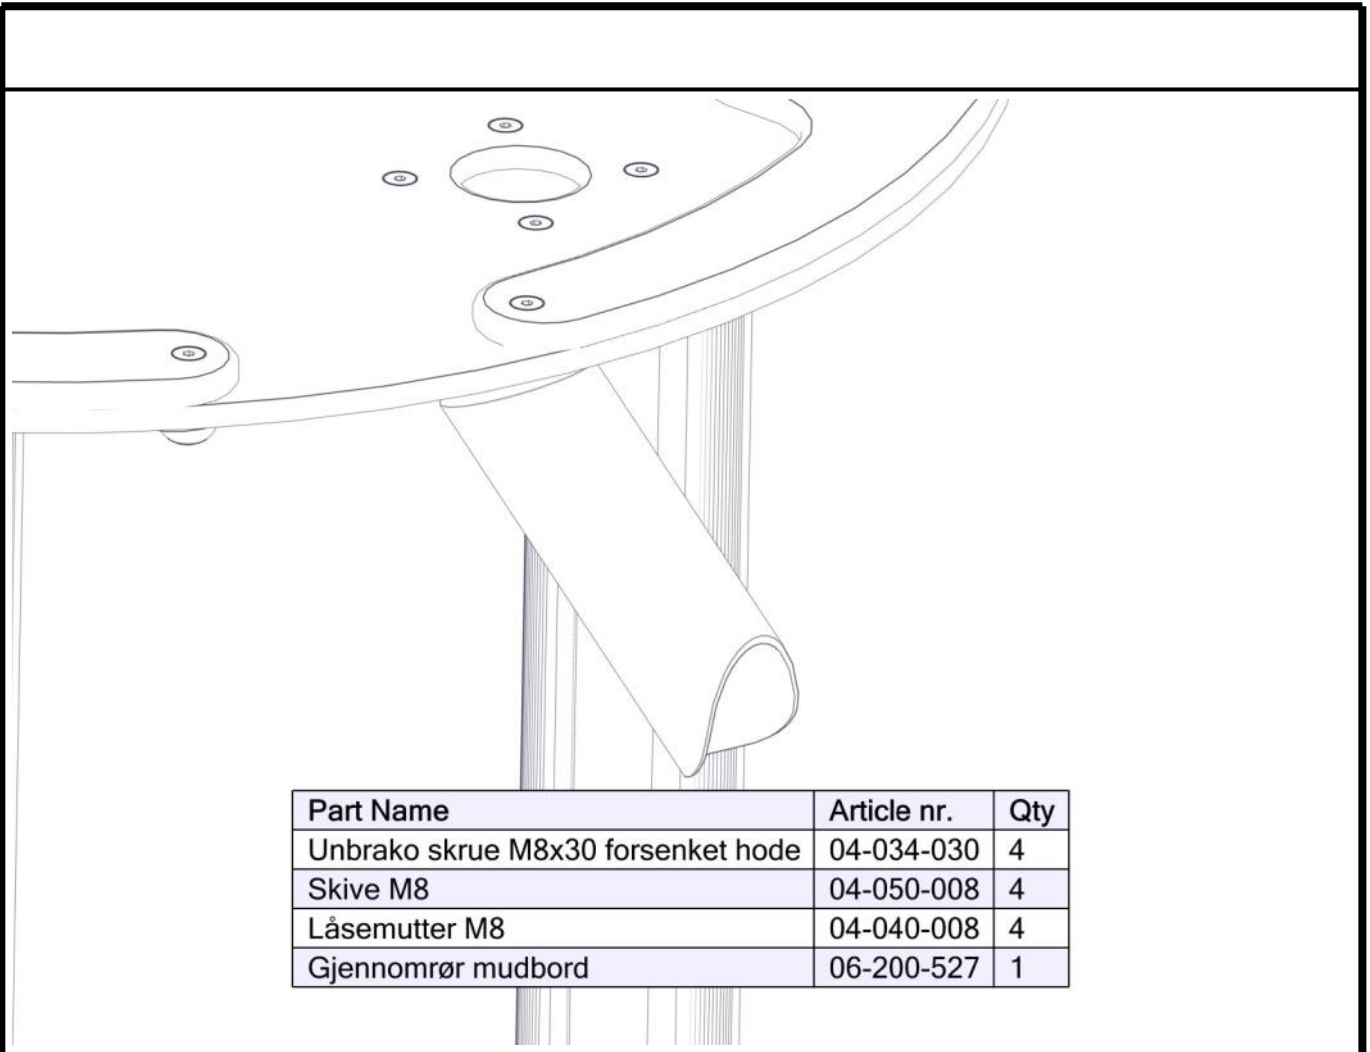 Part Name Article nr. Qty
Unbrako skrue M8x30 forsenket hode 04-034-030 4
Skive M8 04-050-008 4
Låsemutter M8 04-040-008 4
Gjennomrør mudbord 06-200-527 1